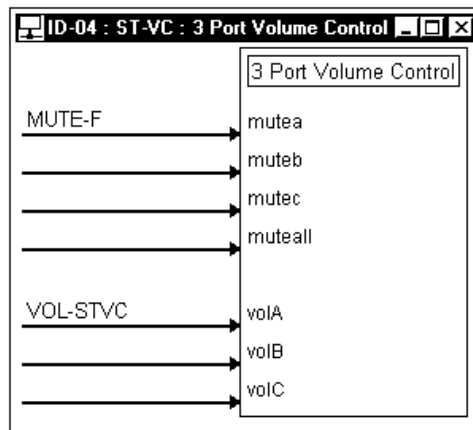 ID-04 : ST-VC : 3 Port Volume Control
3 Port Volume Control
MUTE-F mutea
muteb
mutec
muteall
VOL-STVC volA
volB
volC